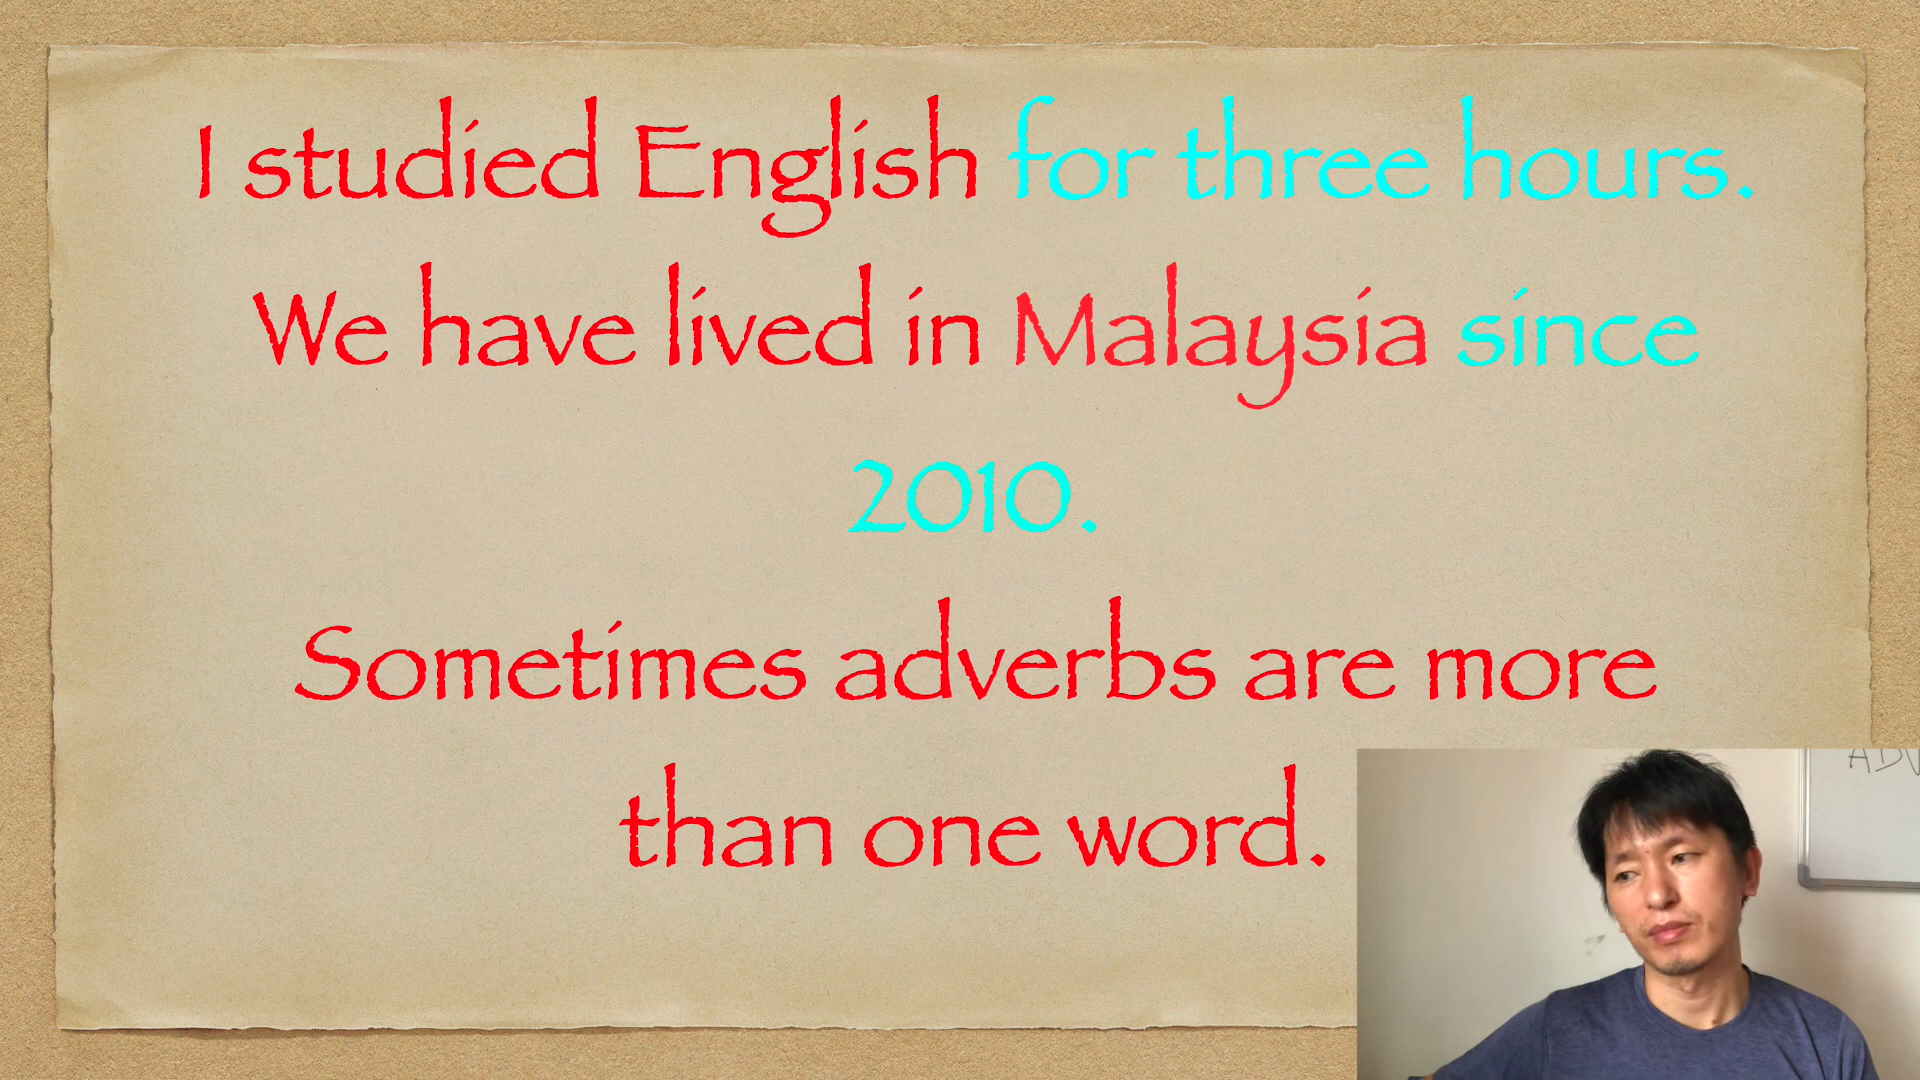 I studied English for three hours.
We have lived in Malaysia since
2010.
Sometimes adverbs are more
than one word.
ADV